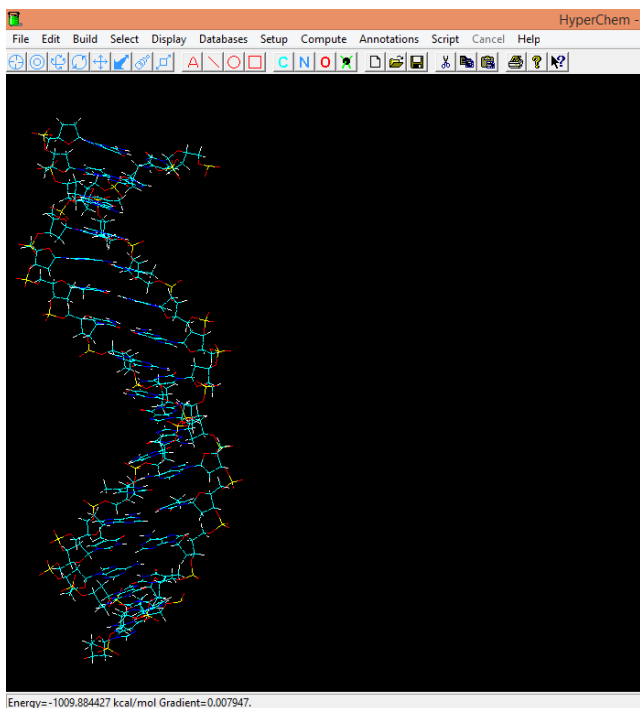 HyperChem -
File Edit Build Select Display Databases Setup Compute Annotations Script Cancel Help
A C N O
Energy=-1009.884427 kcal/mol Gradient=0.007947.